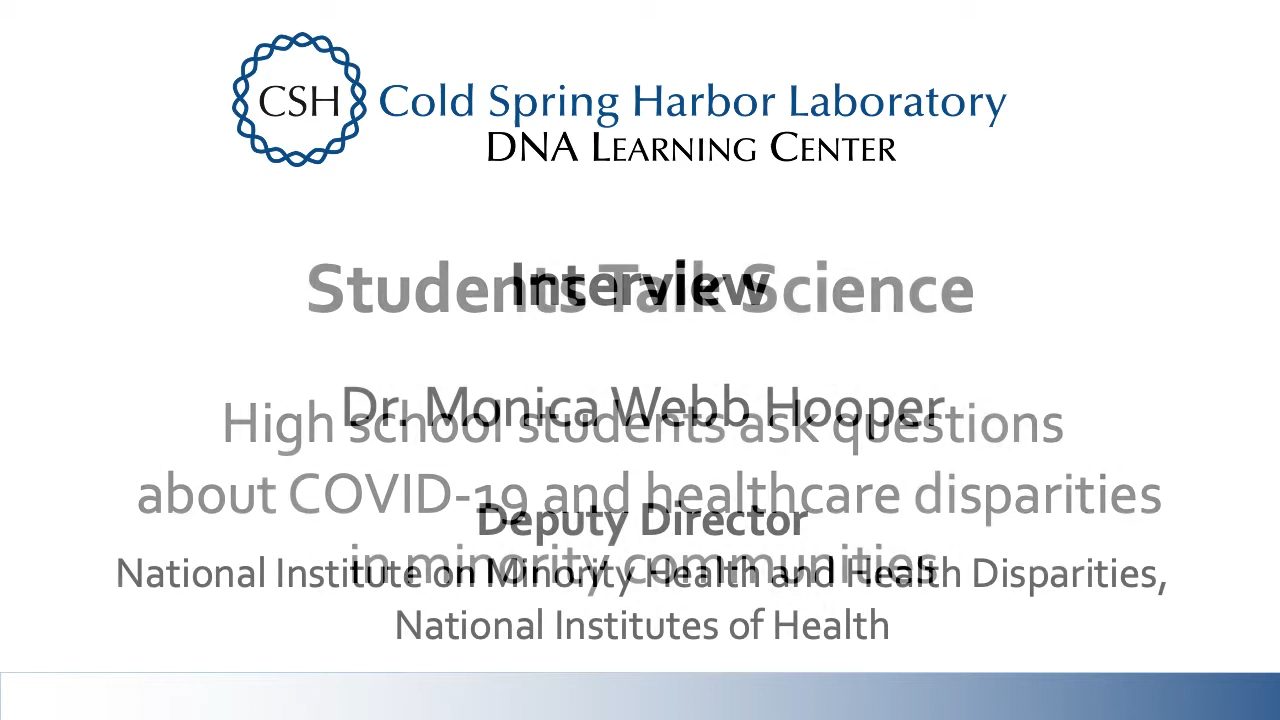 CSH Cold Spring Harbor Laboratory
DNA LEARNING CENTER
Students Talk Science
Interview
Dr. Monica Webb Hooper
High school students ask questions
about COVID-19 and healthcare disparities
in minority communities
Deputy Director
National Institute on Minority Health and Health Disparities,
National Institutes of Health